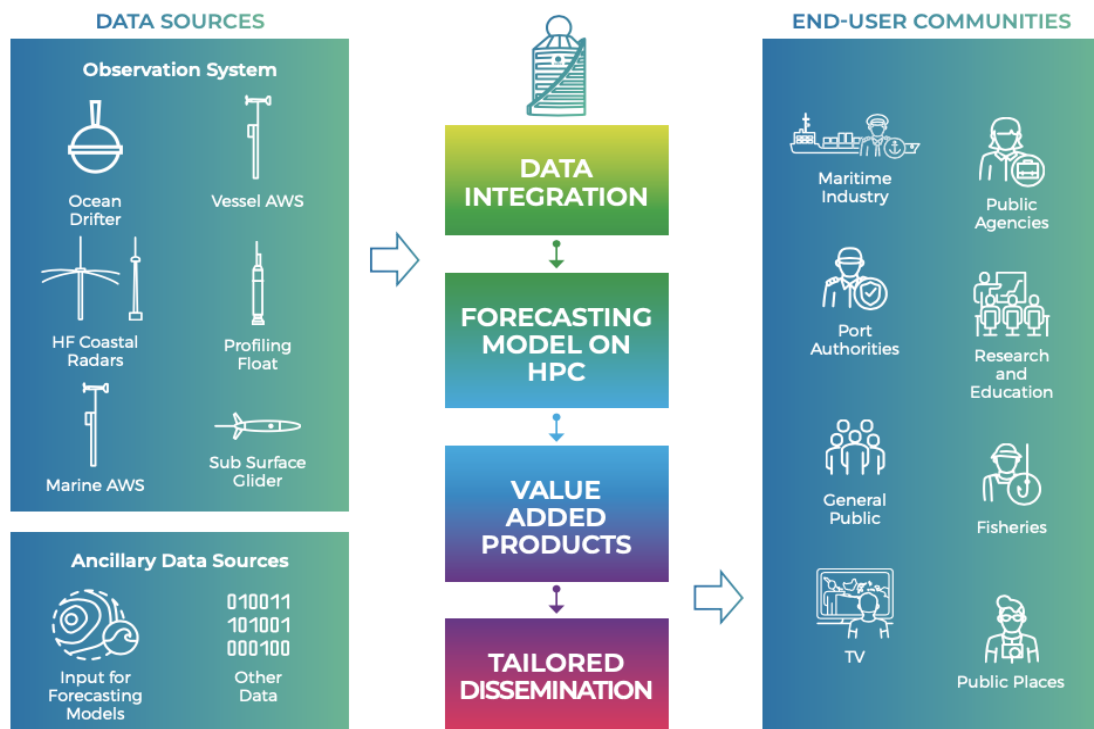 DATA SOURCES
Observation System
Ocean
Drifter
Vessel AWS
HF Coastal
Radars
Profiling
Float
Marine AWS
Sub Surface
Glider
Ancillary Data Sources
Input for
Forecasting
Models
010011
101001
000100
Other
Data
DATA
INTEGRATION
FORECASTING
MODEL ON
HPC
VALUE
ADDED
PRODUCTS
TAILORED
DISSEMINATION
END-USER COMMUNITIES
Maritime
Industry
Public
Agencies
Port
Authorities
Research
and
Education
General
Public
Fisheries
TV
Public Places